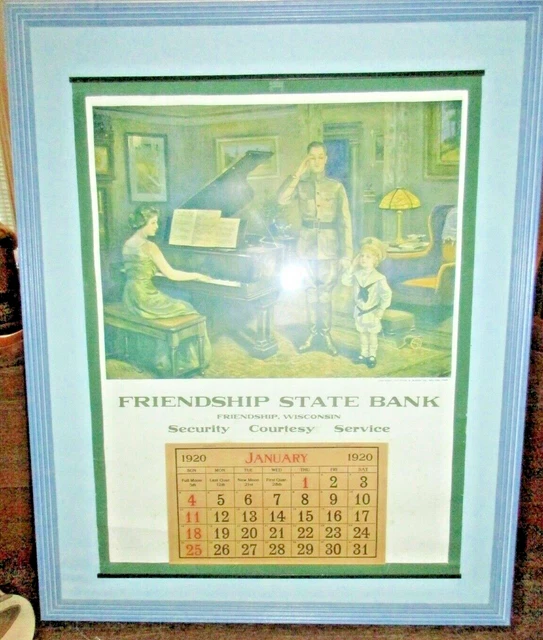 FRIENDSHIP STATE BANK
FRIENDSHIP, WISCONSIN
Security Courtesy Service
1920 JANUARY 1920
SUN. MON. TUE. WED. THU. FRI. SAT.
1 2 3
4 5 6 7 8 9 10
11 12 13 14 15 16 17
18 19 20 21 22 23 24
25 26 27 28 29 30 31